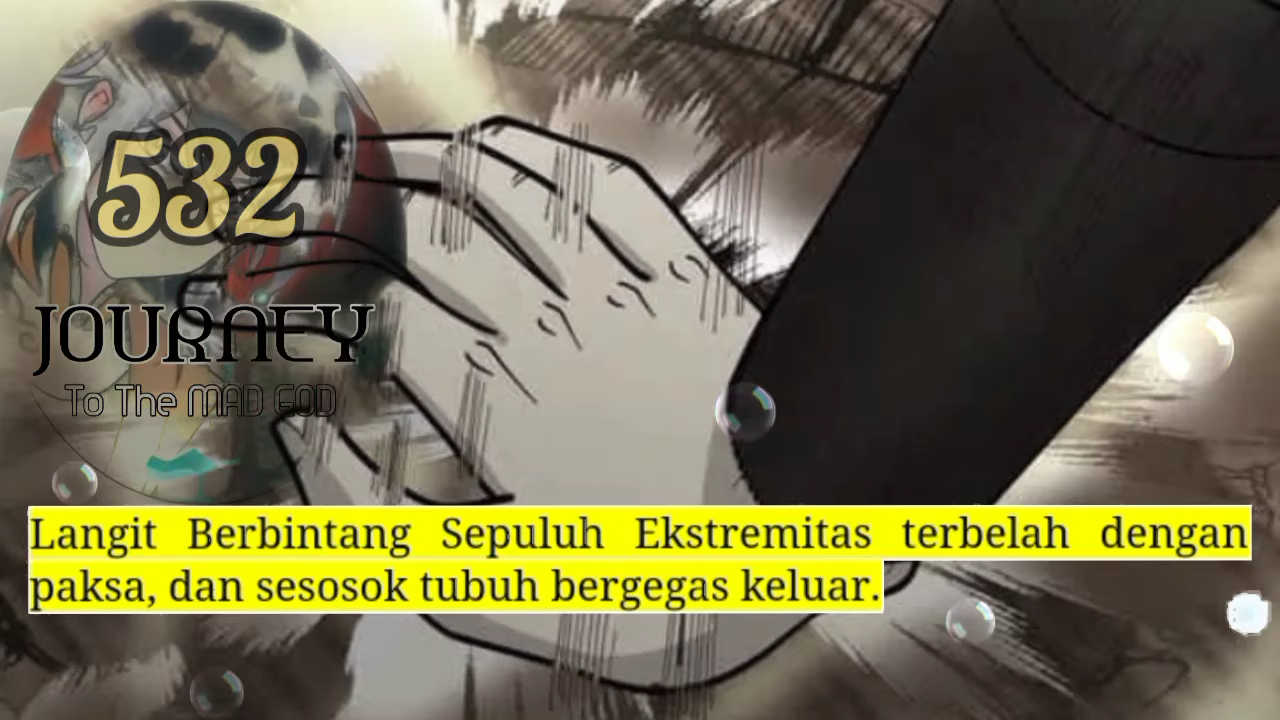 532
JOURNEY
To The MAD GOD
Langit Berbintang Sepuluh Ekstremitas terbelah dengan
paksa, dan sesosok tubuh bergegas keluar.